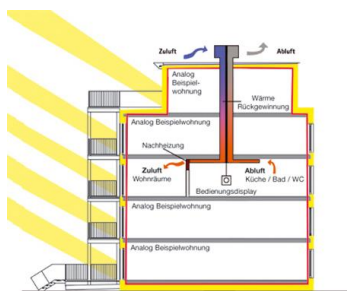 Zuluft
Abluft
Analog
Beispiel-
wohnung
Wärme
Rückgewinnung
Analog Beispielwohnung
Nachheizung
Zuluft
Wohnräume
Abluft
Küche / Bad / WC
Bedienungsdisplay
Analog Beispielwohnung
Analog Beispielwohnung